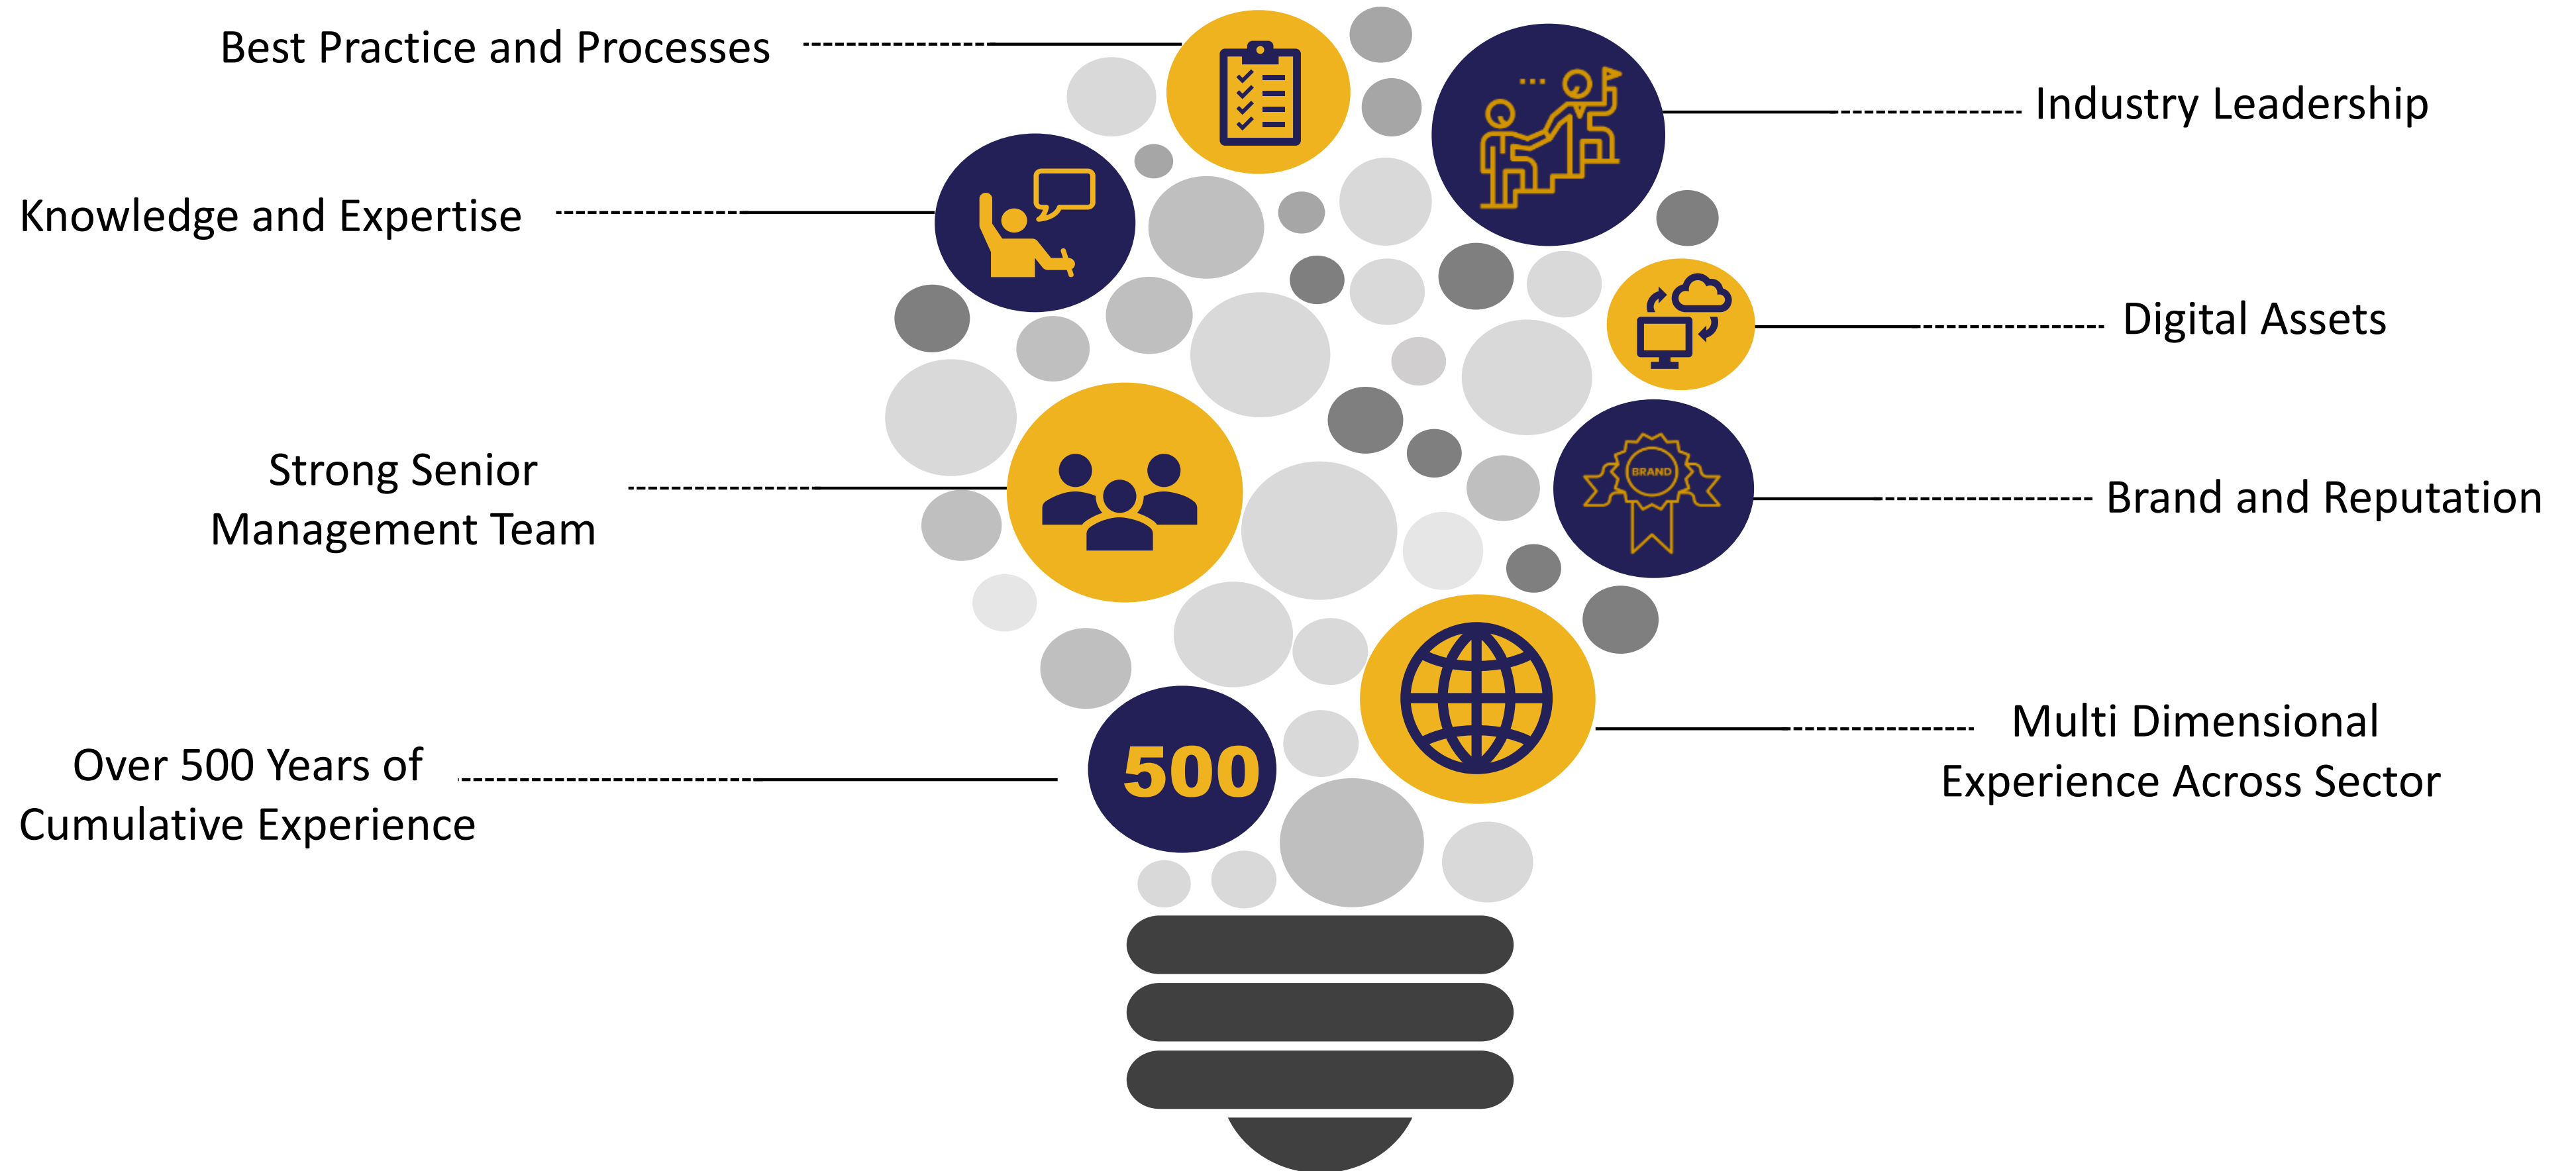 Best Practice and Processes
Industry Leadership
Knowledge and Expertise
Digital Assets
Strong Senior
Management Team
BRAND
Brand and Reputation
Over 500 Years of
Cumulative Experience
500
Multi Dimensional
Experience Across Sector